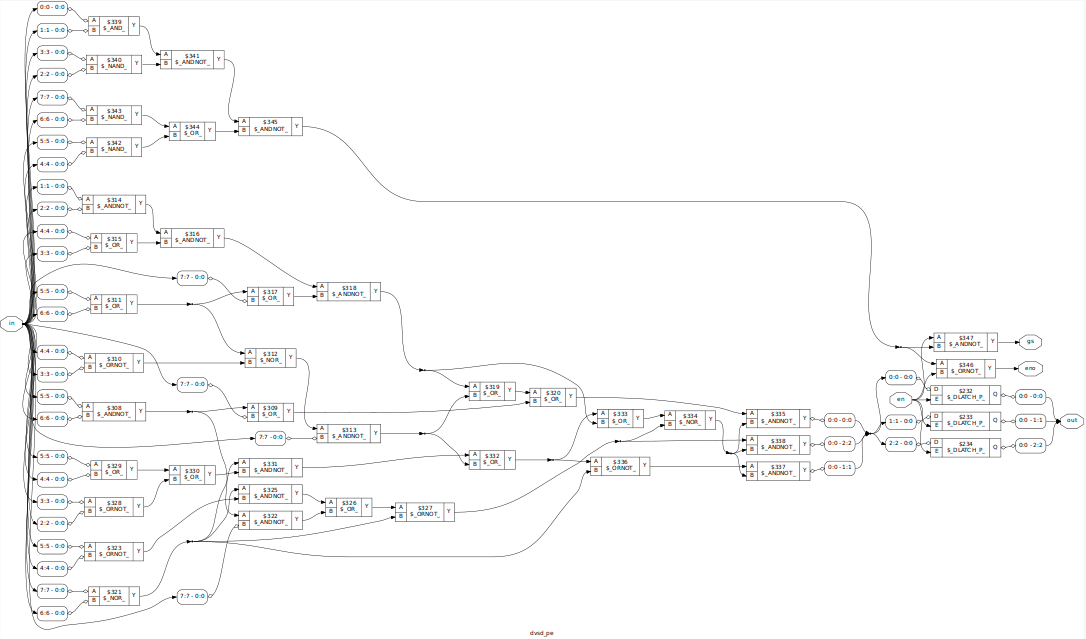 0:0 - 0:0
1:1 - 0:0
A
B
$339
$_AND_
Y
3:3 - 0:0
2:2 - 0:0
A
B
$340
$_NAND_
Y
A
B
$341
$_ANDNOT_
Y
7:7 - 0:0
6:6 - 0:0
A
B
$343
$_NAND_
Y
5:5 - 0:0
4:4 - 0:0
A
B
$342
$_NAND_
Y
A
B
$344
$_OR_
Y
A
B
$345
$_ANDNOT_
Y
1:1 - 0:0
2:2 - 0:0
A
B
$314
$_ANDNOT_
Y
4:4 - 0:0
3:3 - 0:0
A
B
$315
$_OR_
Y
A
B
$316
$_ANDNOT_
Y
7:7 - 0:0
5:5 - 0:0
6:6 - 0:0
A
B
$311
$_OR_
Y
A
B
$317
$_OR_
Y
A
B
$318
$_ANDNOT_
Y
in
4:4 - 0:0
3:3 - 0:0
A
B
$310
$_ORNOT_
Y
A
B
$312
$_NOR_
Y
7:7 - 0:0
5:5 - 0:0
6:6 - 0:0
A
B
$308
$_ANDNOT_
Y
A
B
$309
$_OR_
Y
7:7 - 0:0
A
B
$313
$_ANDNOT_
Y
A
B
$319
$_OR_
Y
A
B
$320
$_OR_
Y
5:5 - 0:0
4:4 - 0:0
A
B
$329
$_OR_
Y
3:3 - 0:0
2:2 - 0:0
A
B
$328
$_ORNOT_
Y
A
B
$330
$_OR_
Y
A
B
$331
$_ANDNOT_
Y
A
B
$332
$_OR_
Y
A
B
$333
$_OR_
Y
A
B
$334
$_NOR_
Y
A
B
$336
$_ORNOT_
Y
A
B
$325
$_ANDNOT_
Y
A
B
$322
$_ANDNOT_
Y
A
B
$326
$_OR_
Y
A
B
$327
$_ORNOT_
Y
5:5 - 0:0
4:4 - 0:0
A
B
$323
$_ORNOT_
Y
7:7 - 0:0
6:6 - 0:0
A
B
$321
$_NOR_
Y
7:7 - 0:0
A
B
$335
$_ANDNOT_
Y
0:0 - 0:0
A
B
$338
$_ANDNOT_
Y
0:0 - 2:2
A
B
$337
$_ANDNOT_
Y
0:0 - 1:1
A
B
$347
$_ANDNOT_
Y
gs
A
B
$346
$_ORNOT_
Y
eno
0:0 - 0:0
en
1:1 - 0:0
2:2 - 0:0
D
E
$232
$_DLATCH_P_
Q
0:0 - 0:0
D
E
$233
$_DLATCH_P_
Q
0:0 - 1:1
D
E
$234
$_DLATCH_P_
Q
0:0 - 2:2
out
dvsd_pe